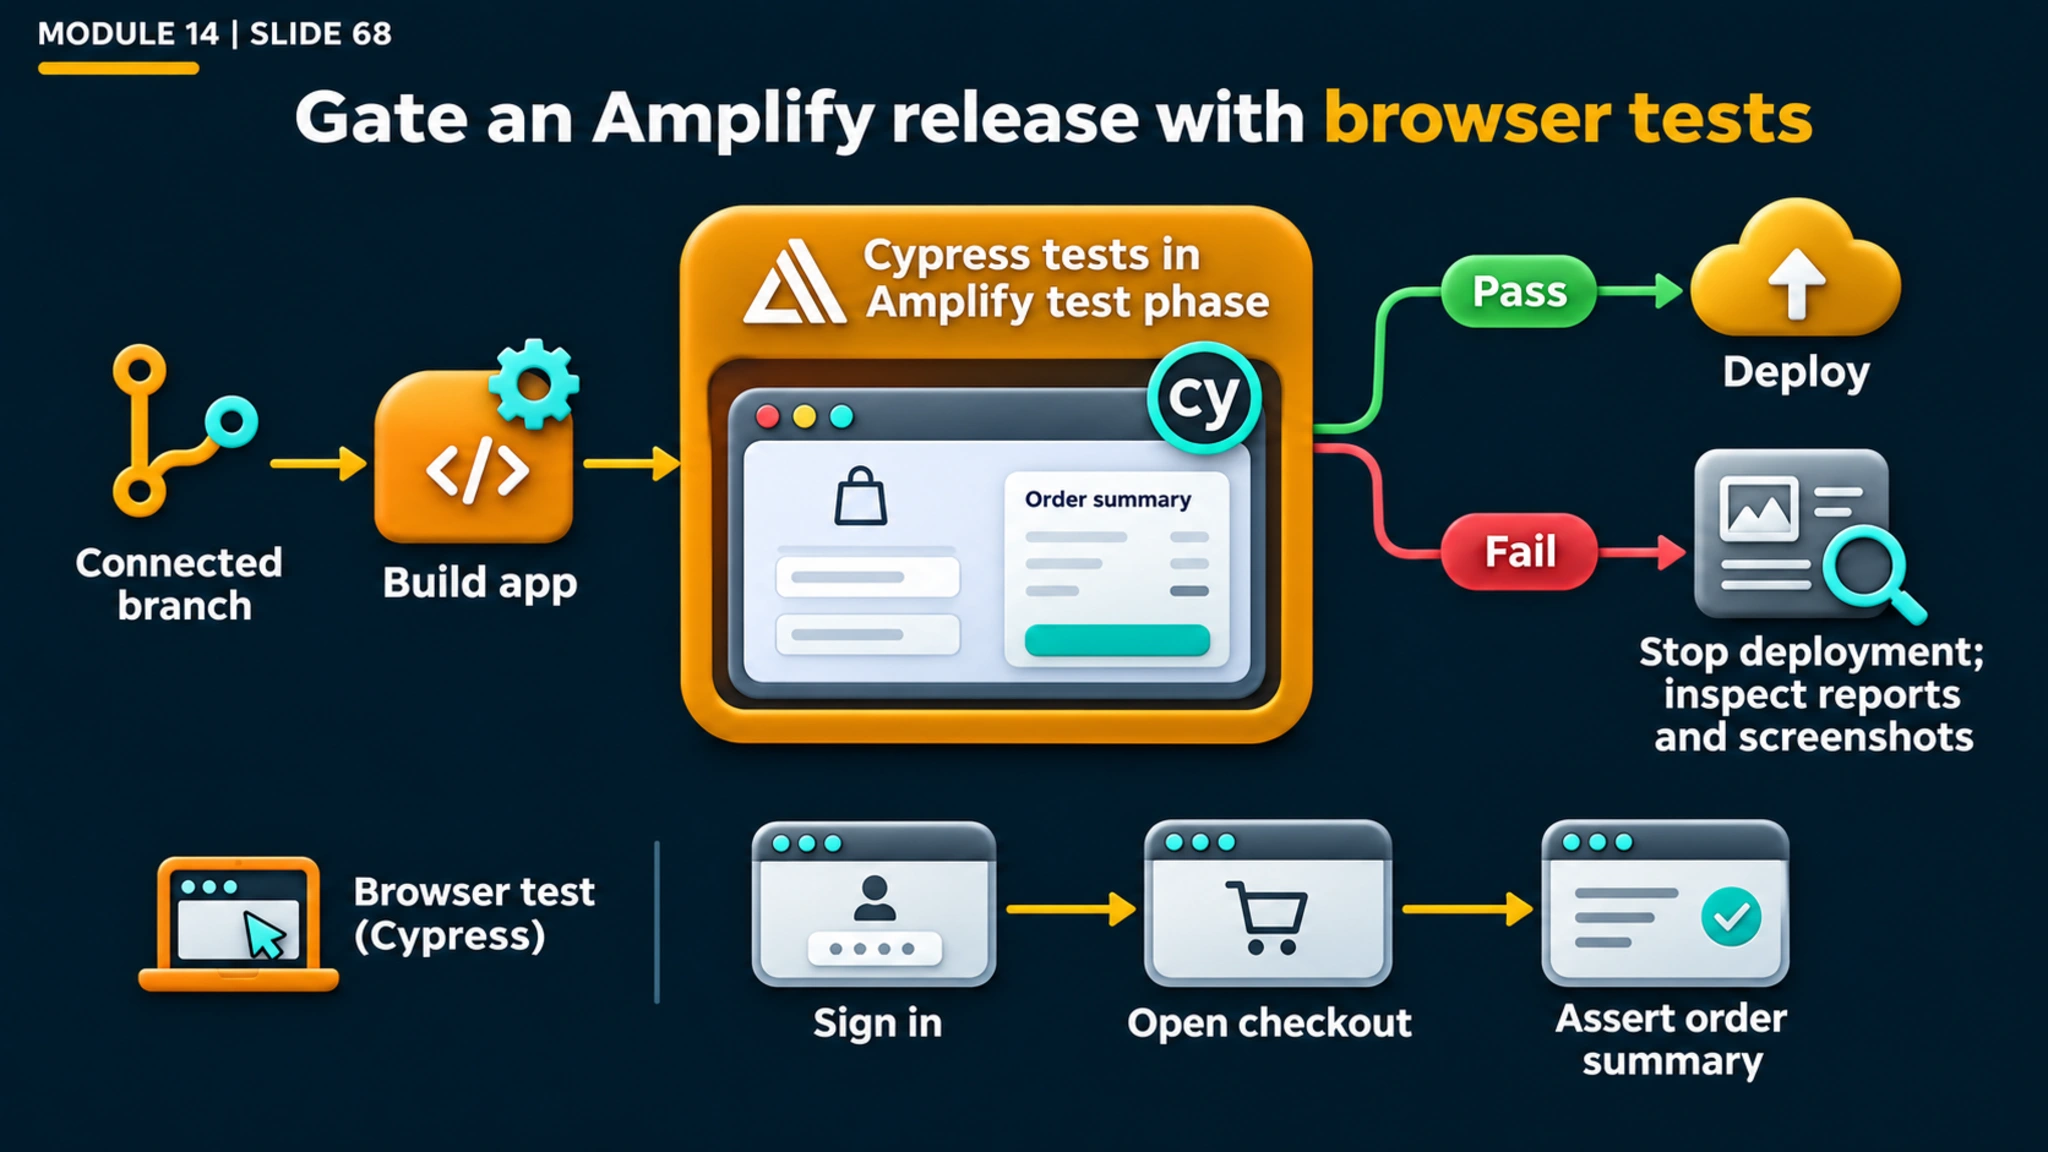 MODULE 14 | SLIDE 68
Gate an Amplify release with browser tests
Cypress tests in
Amplify test phase
cy
Order summary
Connected
branch
Build app
Pass
Deploy
Fail
Stop deployment;
inspect reports
and screenshots
Browser test
(Cypress)
Sign in
Open checkout
Assert order
summary